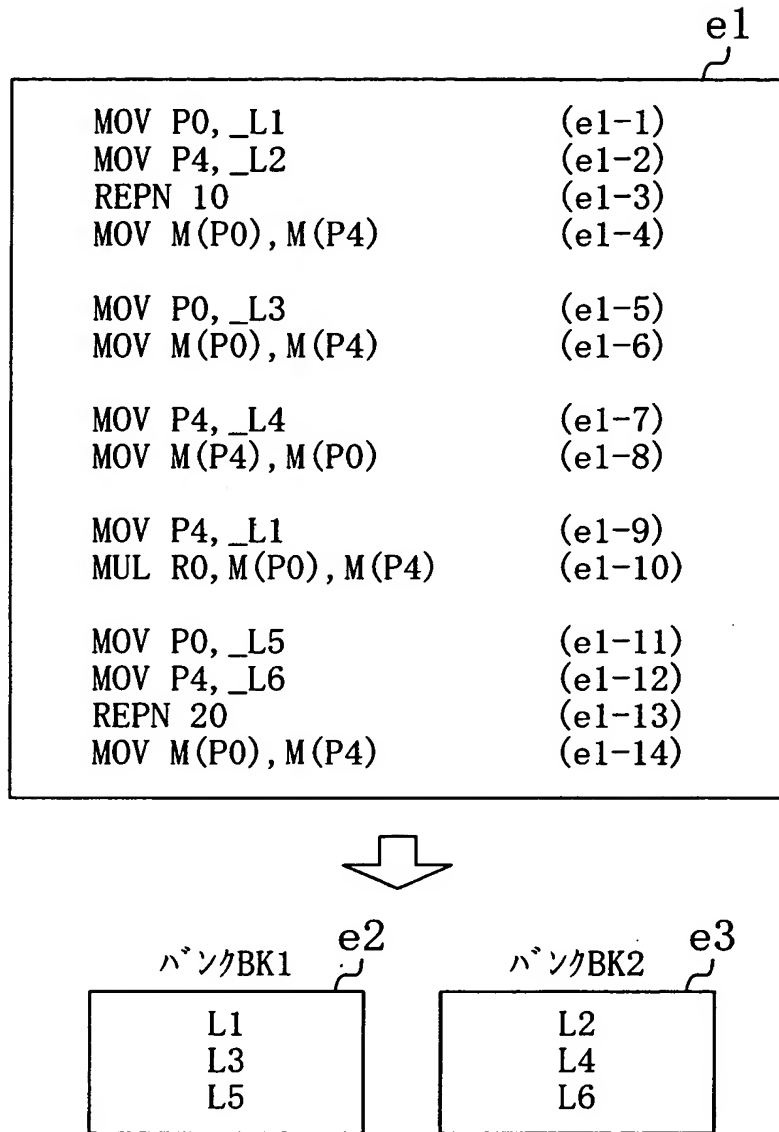 e1
MOV P0,_L1 (e1-1)
MOV P4,_L2 (e1-2)
REPN 10 (e1-3)
MOV M(P0),M(P4) (e1-4)
MOV P0,_L3 (e1-5)
MOV M(P0),M(P4) (e1-6)
MOV P4,_L4 (e1-7)
MOV M(P4),M(P0) (e1-8)
MOV P4,_L1 (e1-9)
MUL R0,M(P0),M(P4) (e1-10)
MOV P0,_L5 (e1-11)
MOV P4,_L6 (e1-12)
REPN 20 (e1-13)
MOV M(P0),M(P4) (e1-14)
バンクBK1 e2
L1
L3
L5
バンクBK2 e3
L2
L4
L6